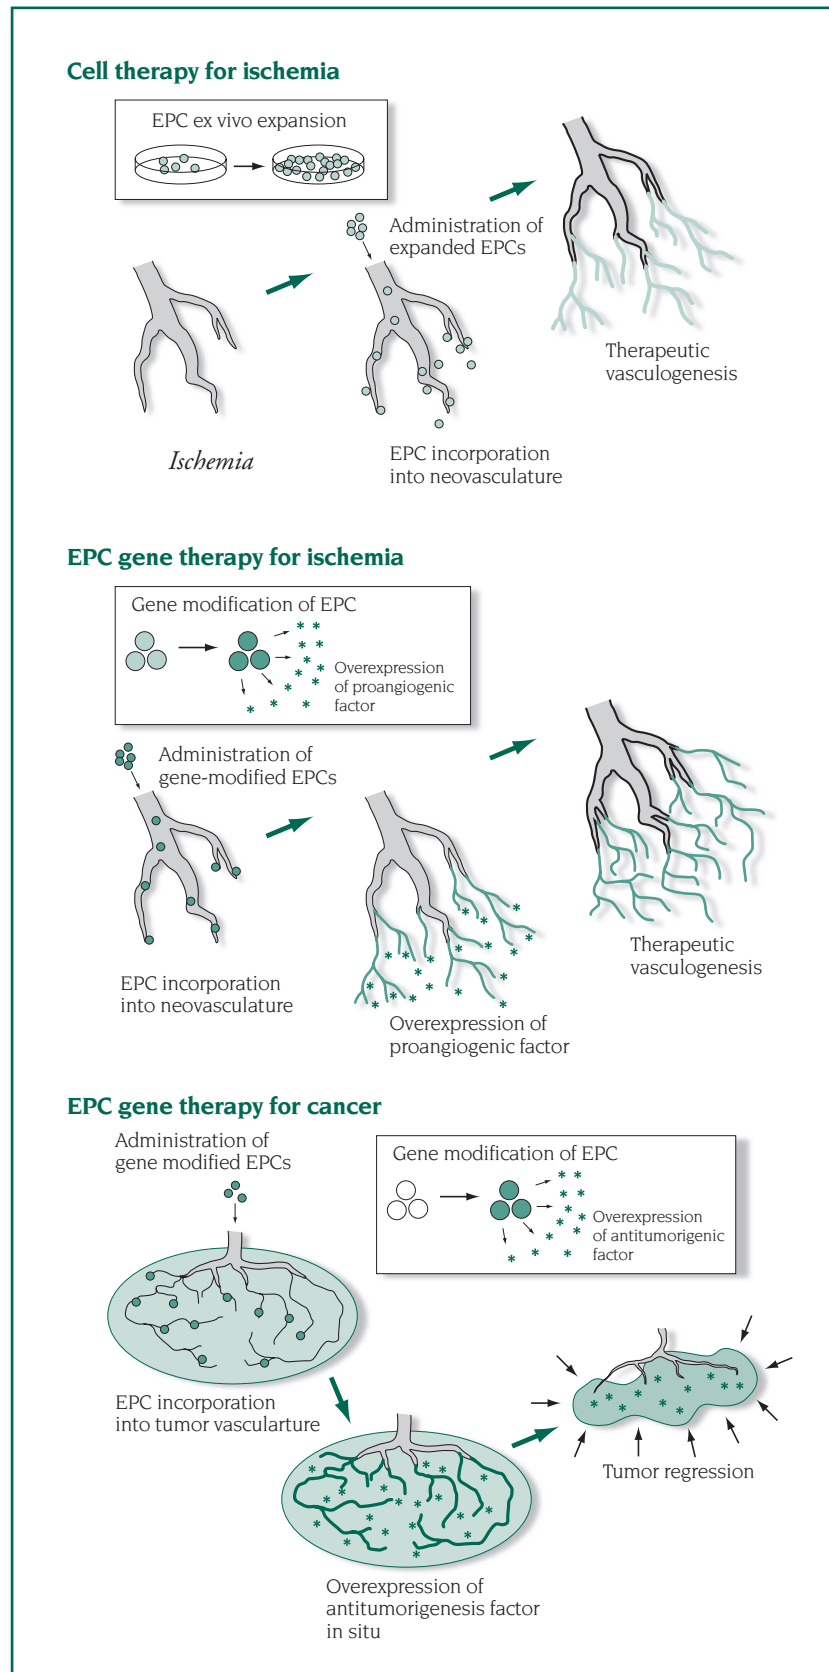 Cell therapy for ischemia
EPC ex vivo expansion
Administration of
expanded EPCs
Therapeutic
vasculogenesis
Ischemia
EPC incorporation
into neovasculature
EPC gene therapy for ischemia
Gene modification of EPC
Overexpression
of proangiogenic
factor
Administration of
gene-modified EPCs
EPC incorporation
into neovasculature
Overexpression of
proangiogenic factor
Therapeutic
vasculogenesis
EPC gene therapy for cancer
Administration of
gene modified EPCs
Gene modification of EPC
Overexpression
of antitumorigenic
factor
EPC incorporation
into tumor vascularture
Tumor regression
Overexpression of
antitumorigenesis factor
in situ